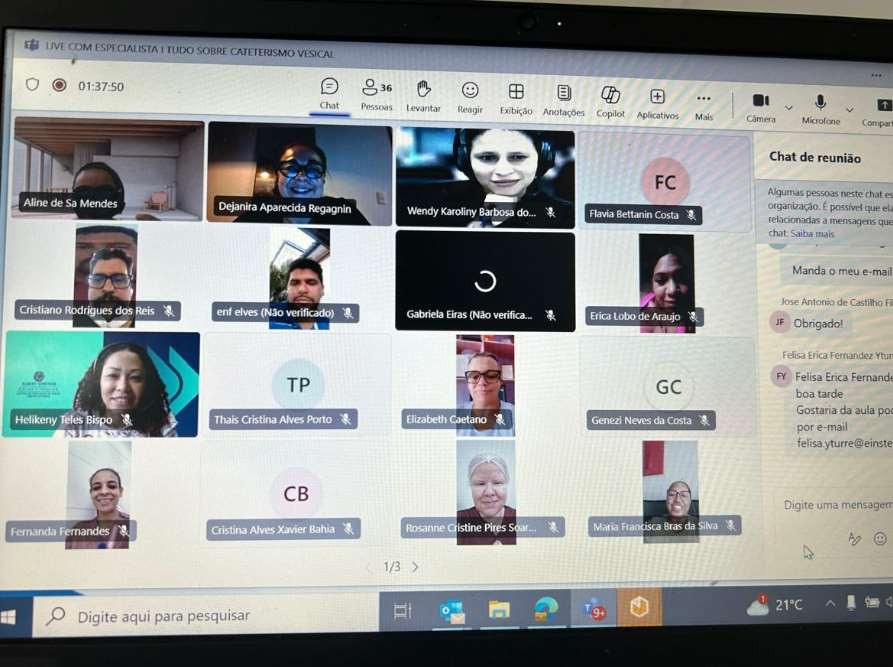 LIVE COM ESPECIALISTA I TUDO SOBRE CATETERISMO VESICAL
01:37:50
Chat
36
Pessoas
Levantar
Reagir
Exibição
Anotações
Copilot
Aplicativos
Mais
Câmera
Microfone
Compart
Aline de Sa Mendes
Dejanira Aparecida Regagnin
Wendy Karoliny Barbosa do...
FC
Flavia Bettanin Costa
Cristiano Rodrigues dos Reis
enf elves (Não verificado)
Gabriela Eiras (Não verifica...
Erica Lobo de Araujo
Helikeny Teles Bispo
TP
Thais Cristina Alves Porto
Elizabeth Caetano
GC
Genezi Neves da Costa
Fernanda Fernandes
CB
Cristina Alves Xavier Bahia
Rosanne Cristine Pires Soar...
Maria Francisca Bras da Silva
1/3
Chat de reunião
Algumas pessoas neste chat es
organização. É possível que ela
relacionadas a mensagens que
chat. Saiba mais
Manda o meu e-mail
Jose Antonio de Castilho Fi
JF
Obrigado!
Felisa Erica Fernandez Ytur
FY
Felisa Erica Fernande
boa tarde
Gostaria da aula po
por e-mail
felisa.yturre@einste
Digite uma mensagem
Digite aqui para pesquisar
9+
1
21°C